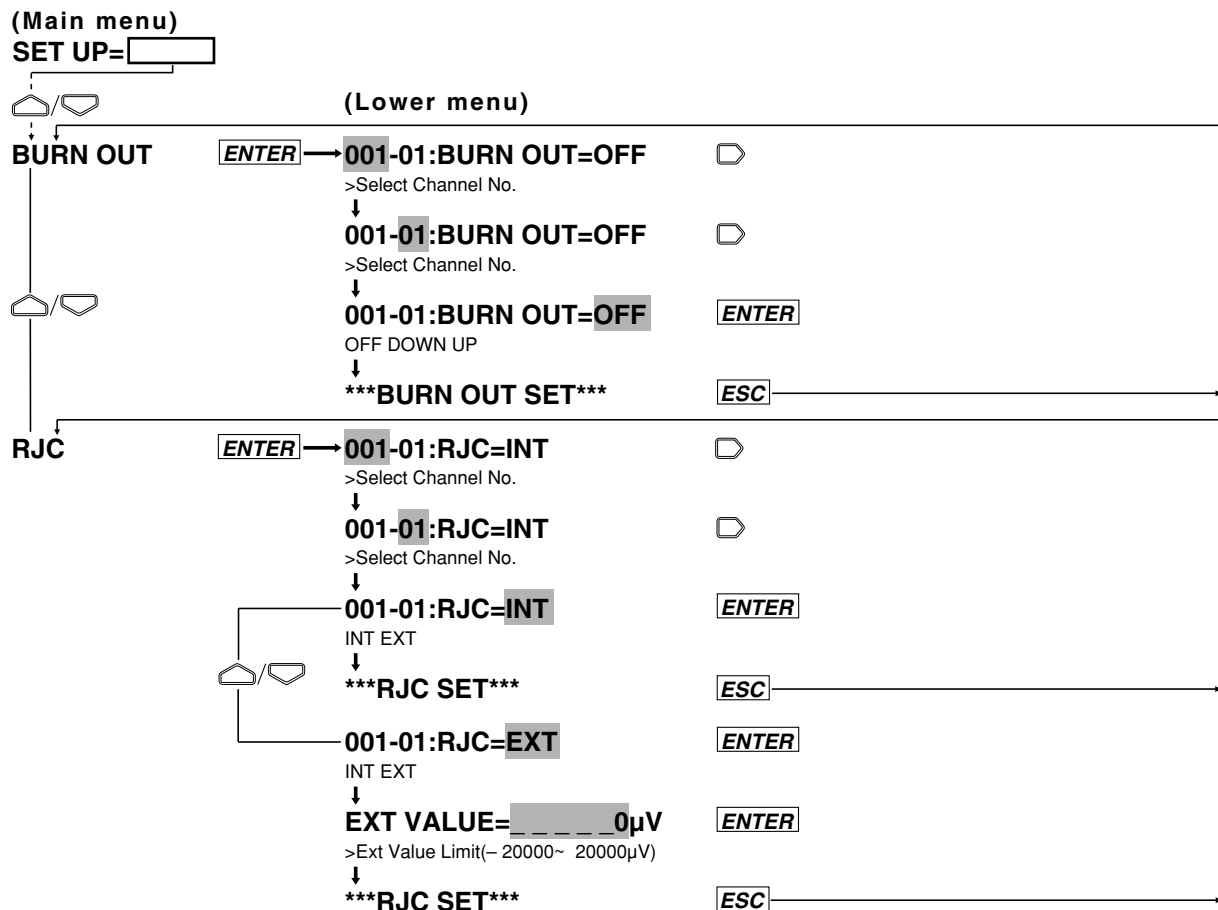 (Main menu)
SET UP=
/
(Lower menu)
BURN OUT ENTER 001-01:BURN OUT=OFF
>Select Channel No.
001-01:BURN OUT=OFF
>Select Channel No.
/
001-01:BURN OUT=OFF ENTER
OFF DOWN UP
***BURN OUT SET*** ESC
RJC ENTER 001-01:RJC=INT
>Select Channel No.
001-01:RJC=INT
>Select Channel No.
001-01:RJC=INT ENTER
INT EXT
/
***RJC SET*** ESC
001-01:RJC=EXT ENTER
INT EXT
EXT VALUE=_ _ _ _ _0µV ENTER
>Ext Value Limit(– 20000~ 20000µV)
***RJC SET*** ESC